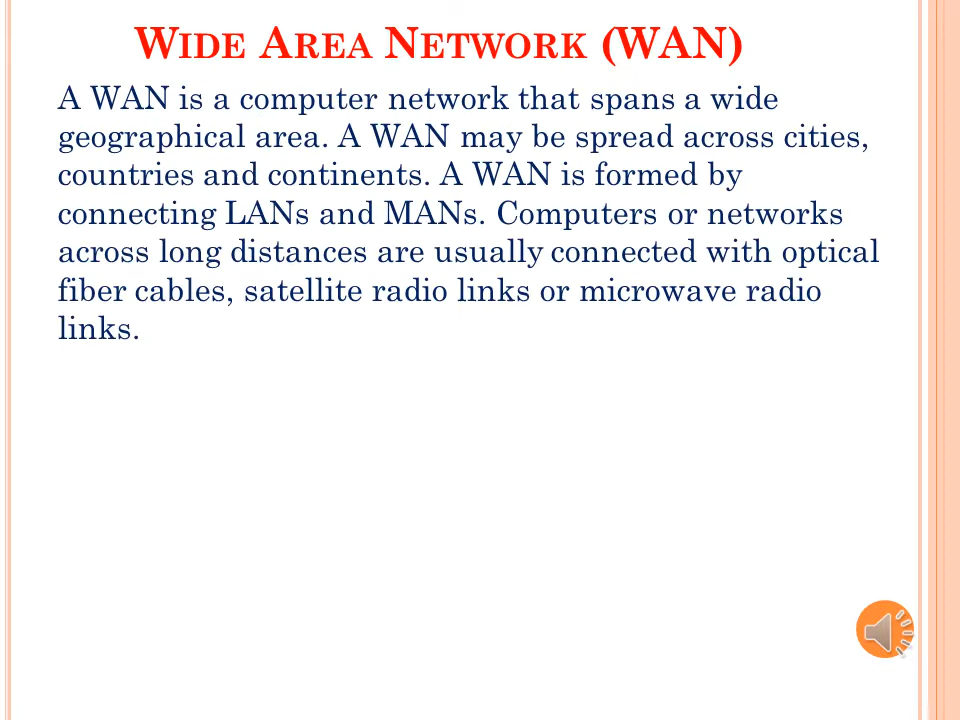 WIDE AREA NETWORK (WAN)
A WAN is a computer network that spans a wide
geographical area. A WAN may be spread across cities,
countries and continents. A WAN is formed by
connecting LANs and MANs. Computers or networks
across long distances are usually connected with optical
fiber cables, satellite radio links or microwave radio
links.